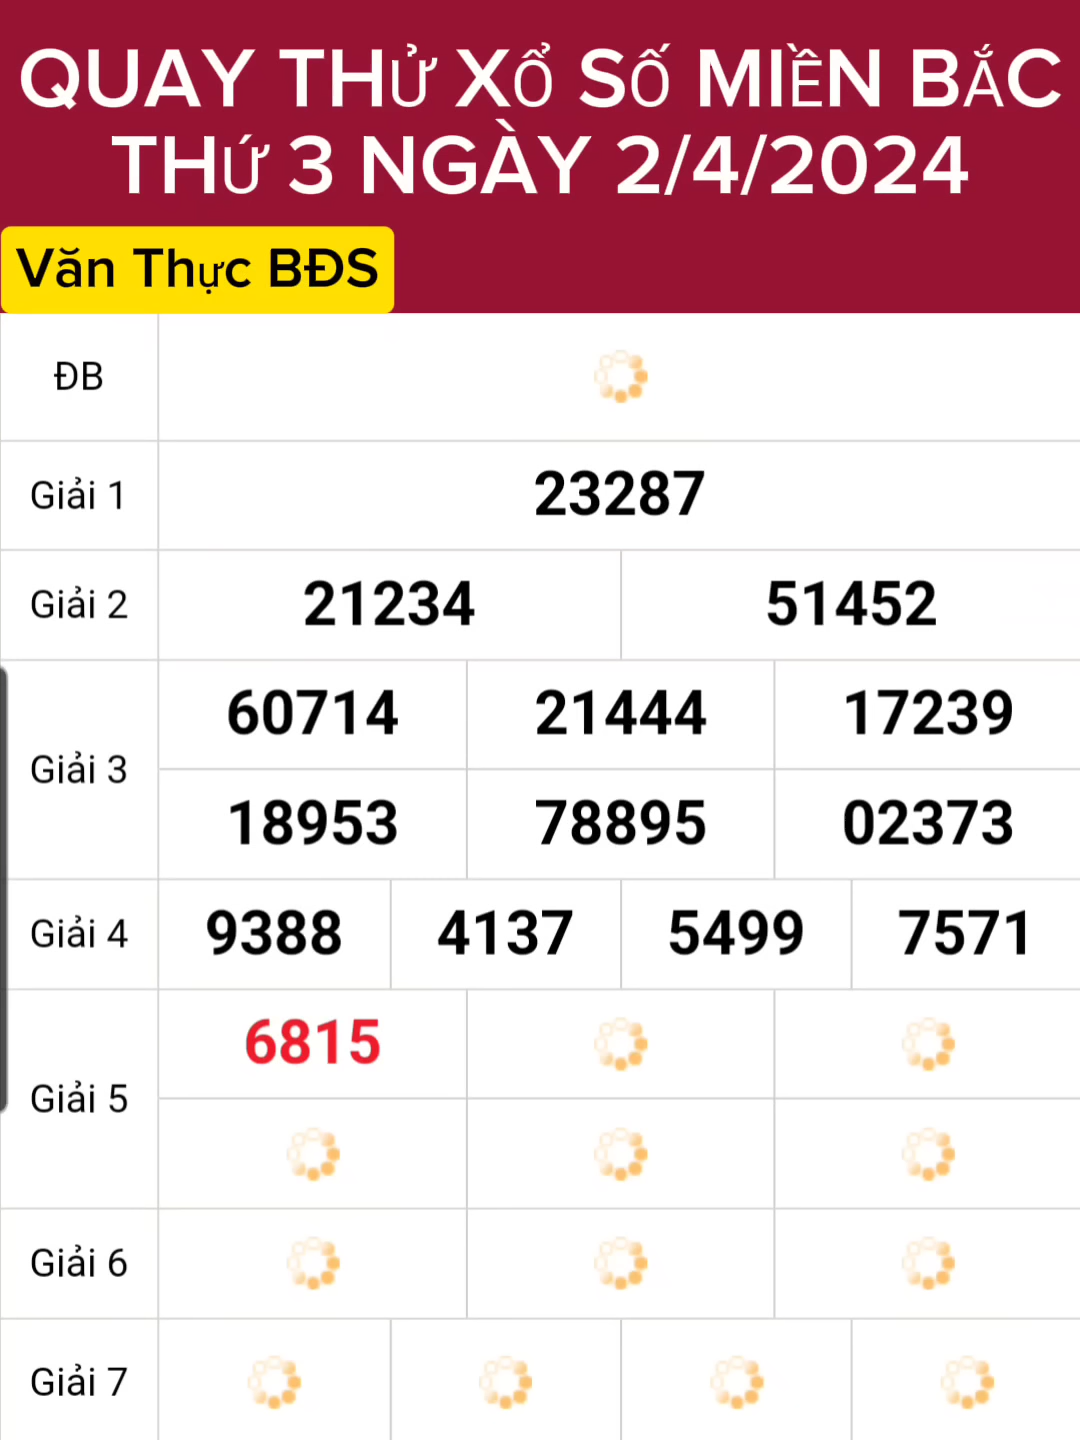 QUAY THỬ XỔ SỐ MIỀN BẮC
THỨ 3 NGÀY 2/4/2024
Văn Thực BĐS
ĐB
Giải 1 23287
Giải 2 21234 51452
Giải 3
60714 21444 17239
18953 78895 02373
Giải 4 9388 4137 5499 7571
Giải 5
6815
Giải 6
Giải 7